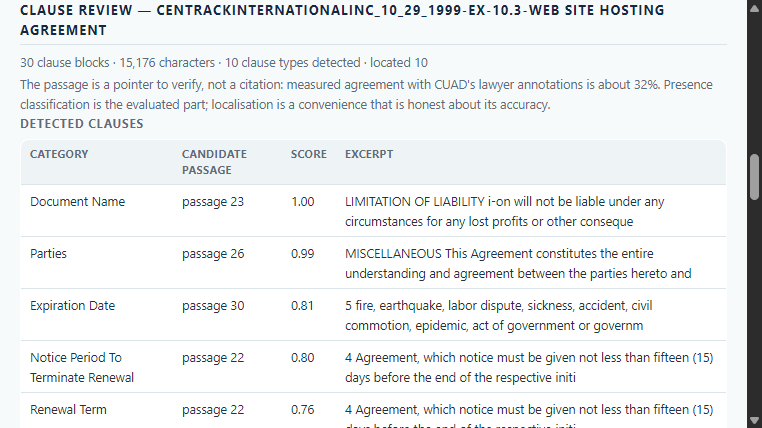 CLAUSE REVIEW — CENTRACKINTERNATIONALINC_10_29_1999-EX-10.3-WEB SITE HOSTING
AGREEMENT
30 clause blocks · 15,176 characters · 10 clause types detected · located 10
The passage is a pointer to verify, not a citation: measured agreement with CUAD's lawyer annotations is about 32%. Presence
classification is the evaluated part; localisation is a convenience that is honest about its accuracy.
DETECTED CLAUSES
CATEGORY CANDIDATE PASSAGE SCORE EXCERPT
Document Name passage 23 1.00 LIMITATION OF LIABILITY i-on will not be liable under any
circumstances for any lost profits or other conseque
Parties passage 26 0.99 MISCELLANEOUS This Agreement constitutes the entire
understanding and agreement between the parties hereto and
Expiration Date passage 30 0.81 5 fire, earthquake, labor dispute, sickness, accident, civil
commotion, epidemic, act of government or governm
Notice Period To passage 22 0.80 4 Agreement, which notice must be given not less than fifteen (15)
Terminate Renewal days before the end of the respective initi
Renewal Term passage 22 0.76 4 Agreement, which notice must be given not less than fifteen (15)
days before the end of the respective initi